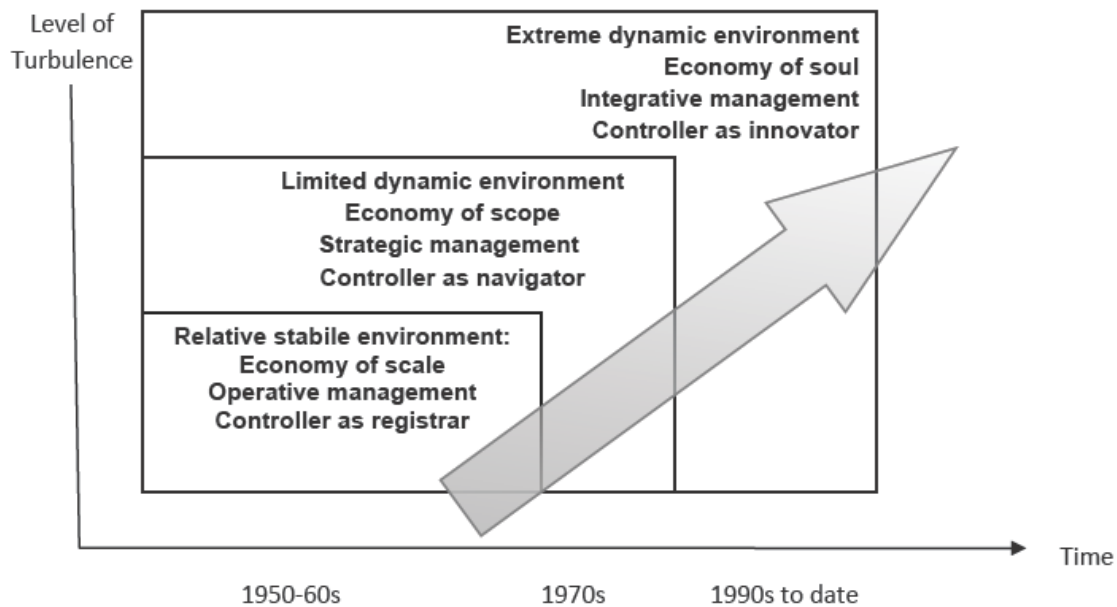 Level of
Turbulence
Extreme dynamic environment
Economy of soul
Integrative management
Controller as innovator
Limited dynamic environment
Economy of scope
Strategic management
Controller as navigator
Relative stabile environment:
Economy of scale
Operative management
Controller as registrar
Time
1950-60s
1970s
1990s to date